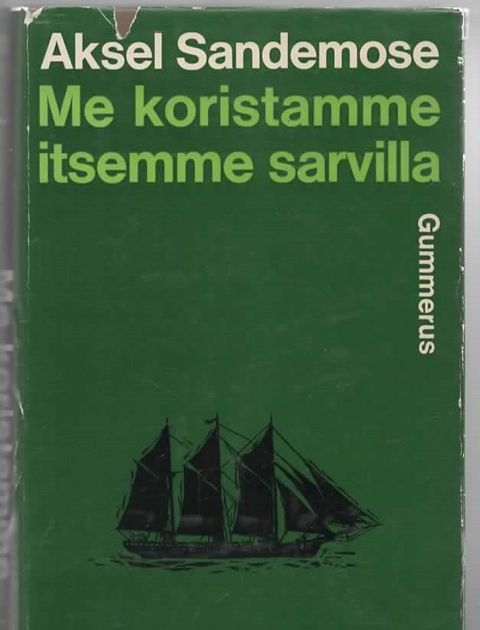 Aksel Sandemose
Me koristamme
itsemme sarvilla
Gummerus